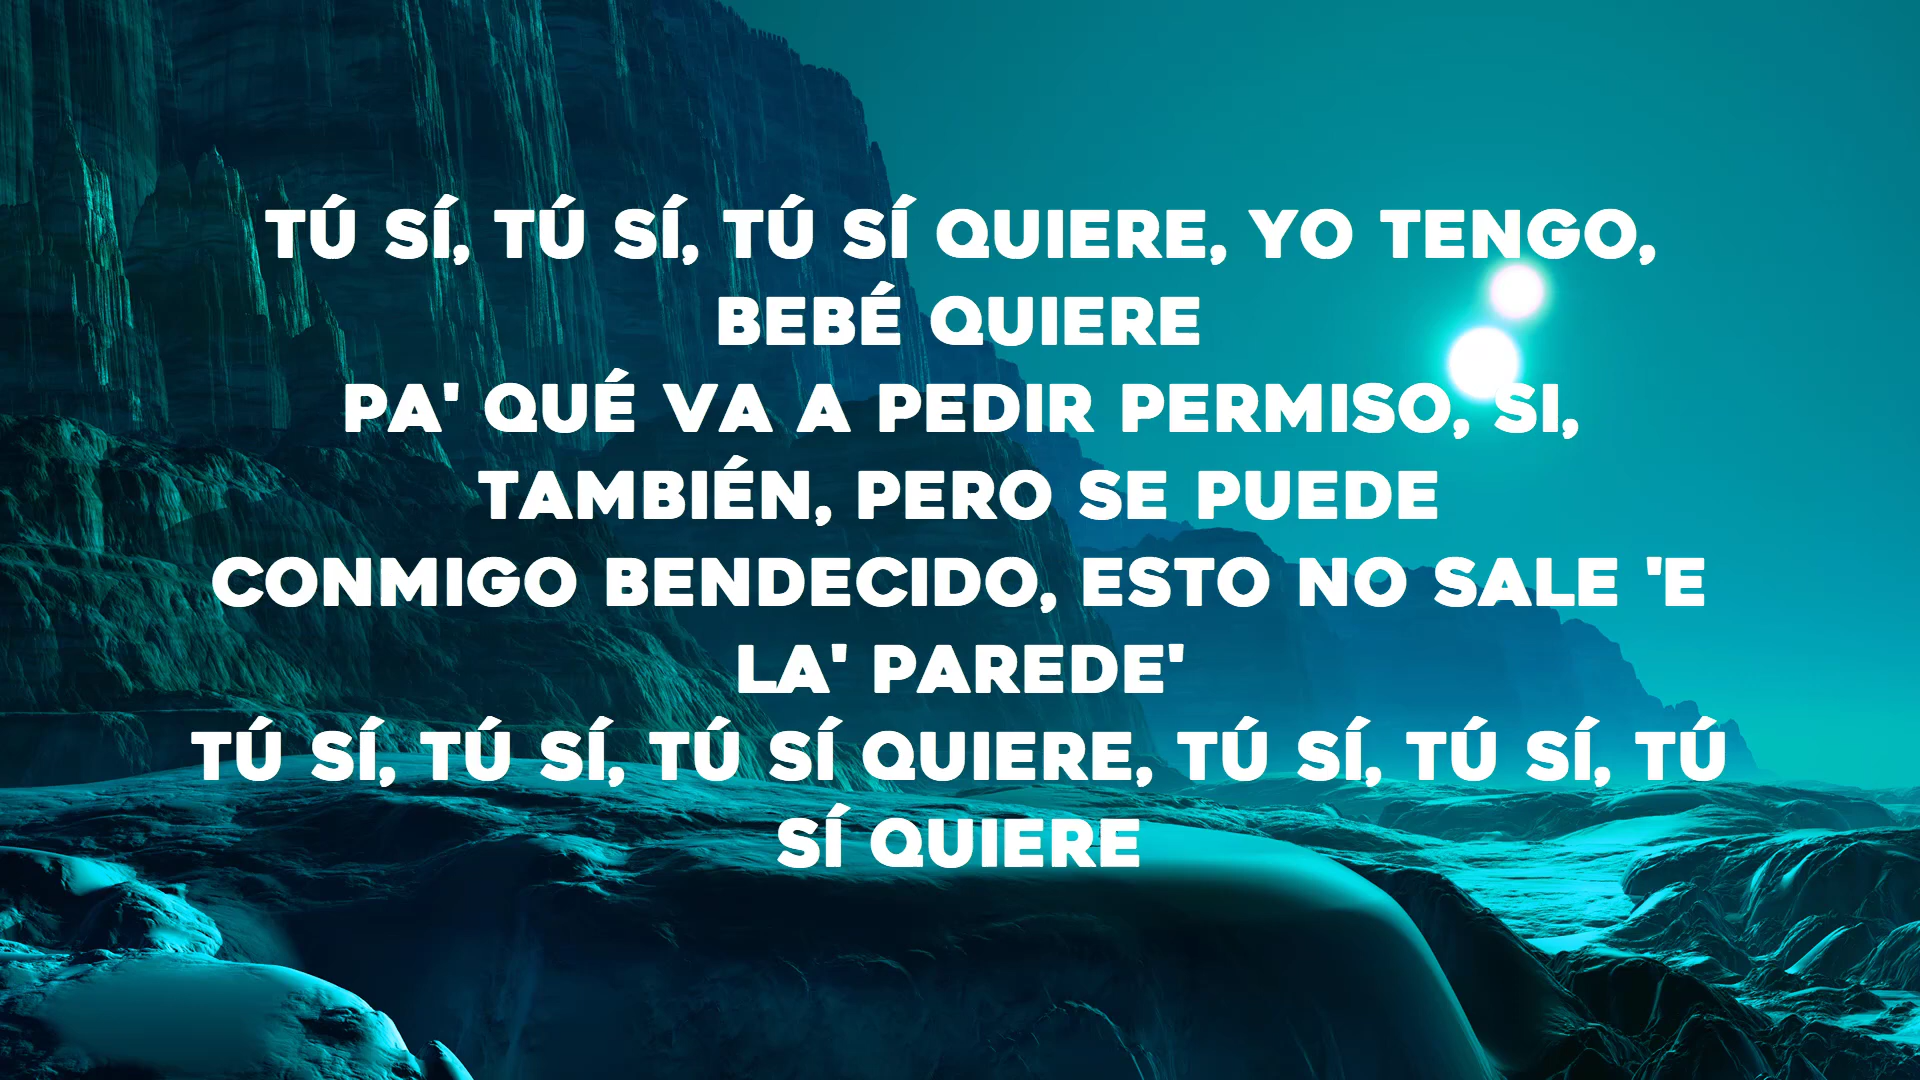 TÚ SÍ, TÚ SÍ, TÚ SÍ QUIERE, YO TENGO,
BEBÉ QUIERE
PA' QUÉ VA A PEDIR PERMISO, SI,
TAMBIÉN, PERO SE PUEDE
CONMIGO BENDECIDO, ESTO NO SALE 'E
LA' PAREDE'
TÚ SÍ, TÚ SÍ, TÚ SÍ QUIERE, TÚ SÍ, TÚ SÍ, TÚ
SÍ QUIERE